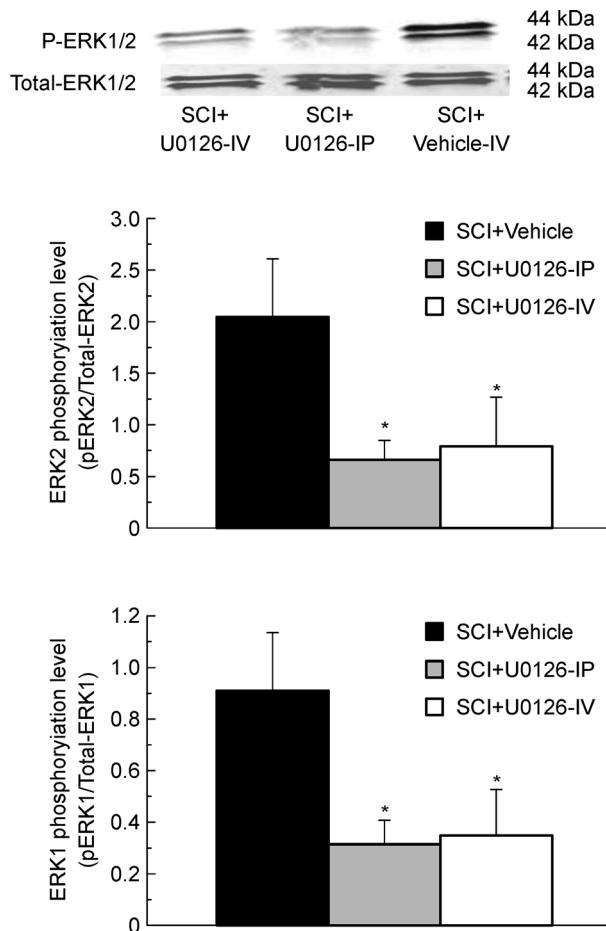 P-ERK1/2
44 kDa
42 kDa
Total-ERK1/2
44 kDa
42 kDa
SCI+ U0126-IV
SCI+ U0126-IP
SCI+ Vehicle-IV
ERK2 phosphoryiation level
(pERK2/Total-ERK2)
3.0
2.5
2.0
1.5
1.0
0.5
0
* *
SCI+Vehicle
SCI+U0126-IP
SCI+U0126-IV
ERK1 phosphoryiation level
(pERK1/Total-ERK1)
1.2
1.0
0.8
0.6
0.4
0.2
0
* *
SCI+Vehicle
SCI+U0126-IP
SCI+U0126-IV